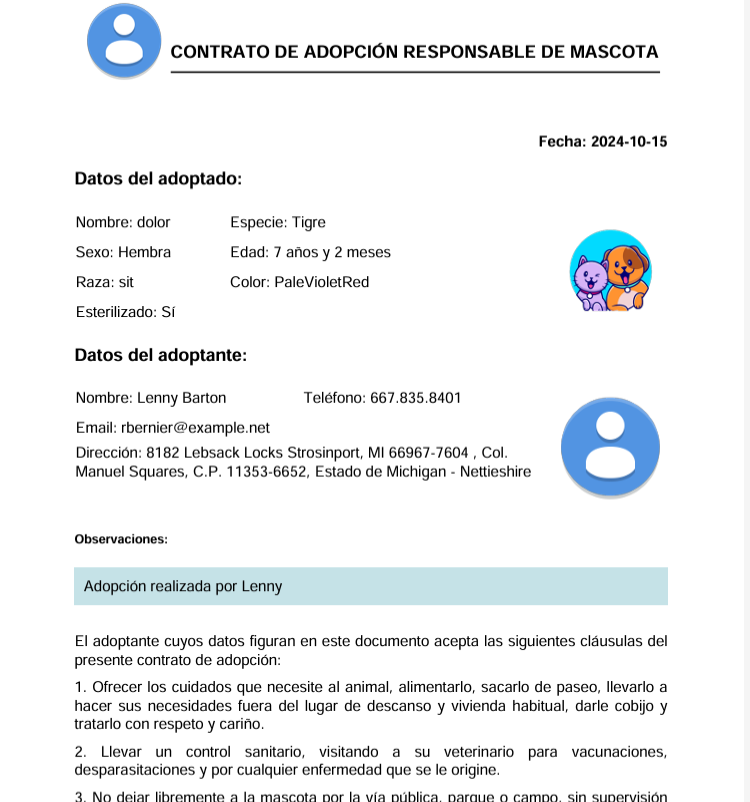 CONTRATO DE ADOPCIÓN RESPONSABLE DE MASCOTA
Fecha: 2024-10-15
Datos del adoptado:
Nombre: dolor Especie: Tigre
Sexo: Hembra Edad: 7 años y 2 meses
Raza: sit Color: PaleVioletRed
Esterilizado: Sí
Datos del adoptante:
Nombre: Lenny Barton Teléfono: 667.835.8401
Email: rbernier@example.net
Dirección: 8182 Lebsack Locks Strosinport, MI 66967-7604 , Col.
Manuel Squares, C.P. 11353-6652, Estado de Michigan - Nettieshire
Observaciones:
Adopción realizada por Lenny
El adoptante cuyos datos figuran en este documento acepta las siguientes cláusulas del
presente contrato de adopción:
1. Ofrecer los cuidados que necesite al animal, alimentarlo, sacarlo de paseo, llevarlo a
hacer sus necesidades fuera del lugar de descanso y vivienda habitual, darle cobijo y
tratarlo con respeto y cariño.
2. Llevar un control sanitario, visitando a su veterinario para vacunaciones,
desparasitaciones y por cualquier enfermedad que se le origine.
3. No dejar libremente a la mascota por la vía pública, parque o campo, sin supervisión